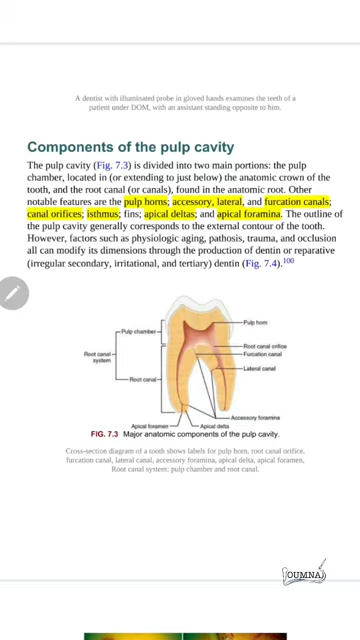 A dentist with illuminated probe in gloved hands examines the teeth of a
patient under DOM, with an assistant standing opposite to him.
Components of the pulp cavity
The pulp cavity (Fig. 7.3) is divided into two main portions: the pulp
chamber, located in (or extending to just below) the anatomic crown of the
tooth, and the root canal (or canals), found in the anatomic root. Other
notable features are the pulp horns; accessory, lateral, and furcation canals;
canal orifices; isthmus; fins; apical deltas; and apical foramina. The outline of
the pulp cavity generally corresponds to the external contour of the tooth.
However, factors such as physiologic aging, pathosis, trauma, and occlusion
all can modify its dimensions through the production of dentin or reparative
(irregular secondary, irritational, and tertiary) dentin (Fig. 7.4).100
Pulp horn
Pulp chamber
Root canal orifice
Root canal
system
Furcation canal
Lateral canal
Root canal
Accessory foramina
Apical foramen
Apical delta
FIG. 7.3 Major anatomic components of the pulp cavity.
Cross-section diagram of a tooth shows labels for pulp horn, root canal orifice,
furcation canal, lateral canal, accessory foramina, apical delta, apical foramen,
Root canal system: pulp chamber and root canal.
OUMNA